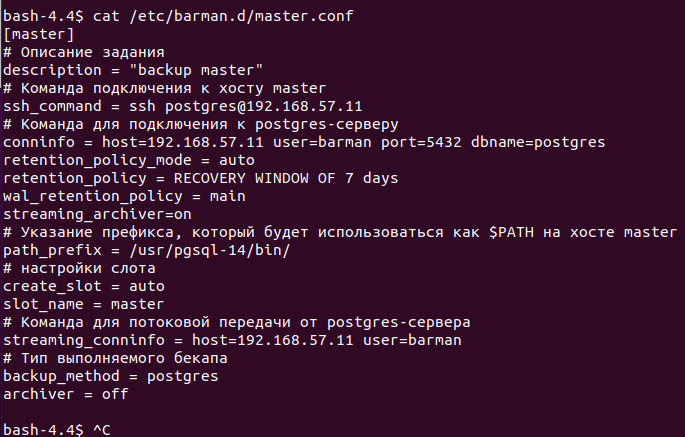 bash-4.4$ cat /etc/barman.d/master.conf
[master]
# Описание задания
description = "backup master"
# Команда подключения к хосту master
ssh_command = ssh postgres@192.168.57.11
# Команда для подключения к postgres-серверу
conninfo = host=192.168.57.11 user=barman port=5432 dbname=postgres
retention_policy_mode = auto
retention_policy = RECOVERY WINDOW OF 7 days
wal_retention_policy = main
streaming_archiver=on
# Указание префикса, который будет использоваться как $PATH на хосте master
path_prefix = /usr/pgsql-14/bin/
# настройки слота
create_slot = auto
slot_name = master
# Команда для потоковой передачи от postgres-сервера
streaming_conninfo = host=192.168.57.11 user=barman
# Тип выполняемого бекапа
backup_method = postgres
archiver = off
bash-4.4$ ^C